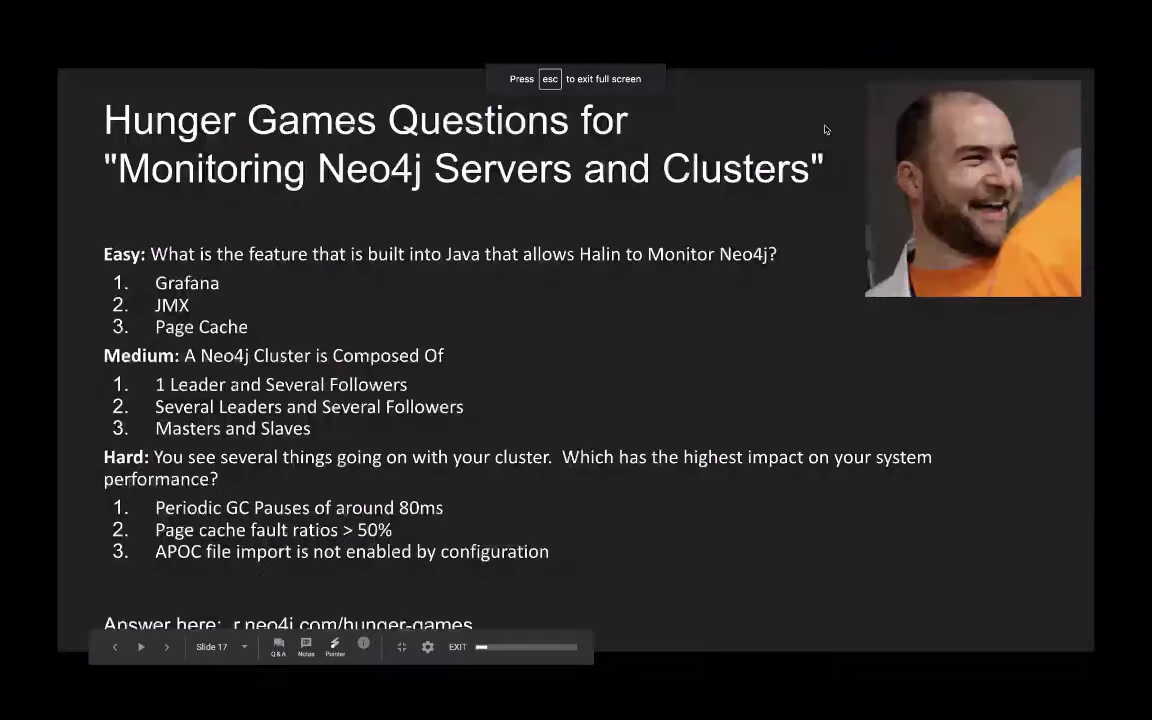 Press esc to exit full screen
Hunger Games Questions for
"Monitoring Neo4j Servers and Clusters"
Easy: What is the feature that is built into Java that allows Halin to Monitor Neo4j?
1. Grafana
2. JMX
3. Page Cache
Medium: A Neo4j Cluster is Composed Of
1. 1 Leader and Several Followers
2. Several Leaders and Several Followers
3. Masters and Slaves
Hard: You see several things going on with your cluster. Which has the highest impact on your system
performance?
1. Periodic GC Pauses of around 80ms
2. Page cache fault ratios > 50%
3. APOC file import is not enabled by configuration
Answer here: r.neo4j.com/hunger-games
Slide 17 Q&A Notes Pointer EXIT